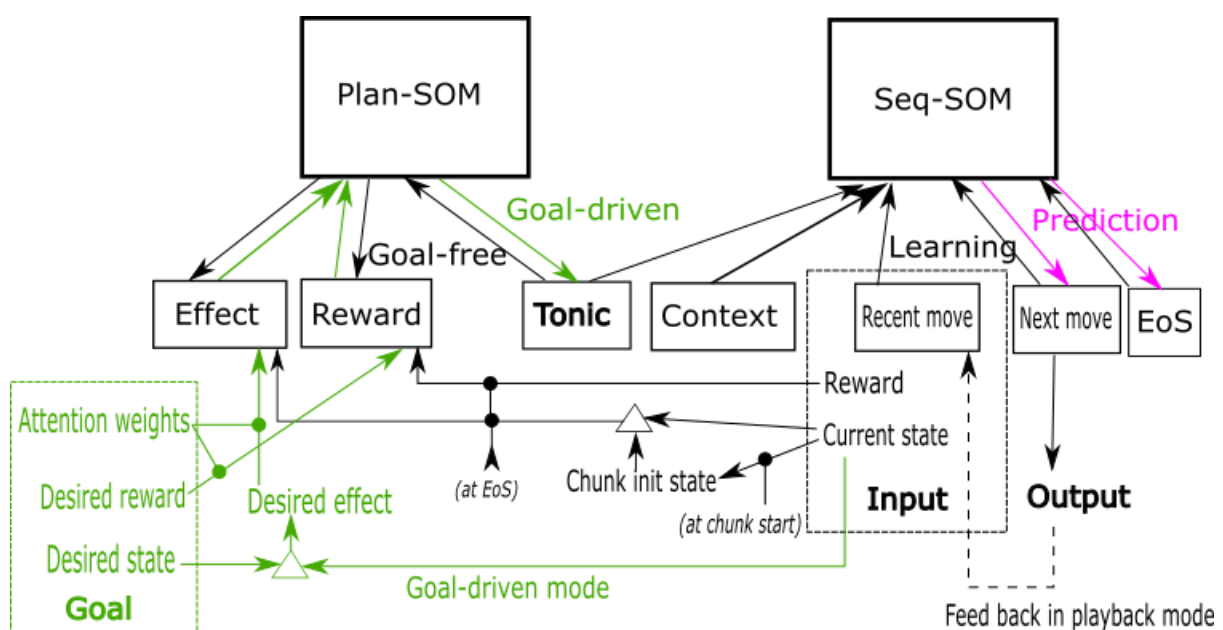 Plan-SOM
Seq-SOM
Goal-driven
Prediction
Goal-free
Learning
Effect
Reward
Tonic
Context
Recent move
Next move
EoS
Reward
Attention weights
Current state
Desired reward
Desired effect
(at EoS)
Chunk init state
Input
Output
(at chunk start)
Desired state
Goal-driven mode
Goal
Feed back in playback mode